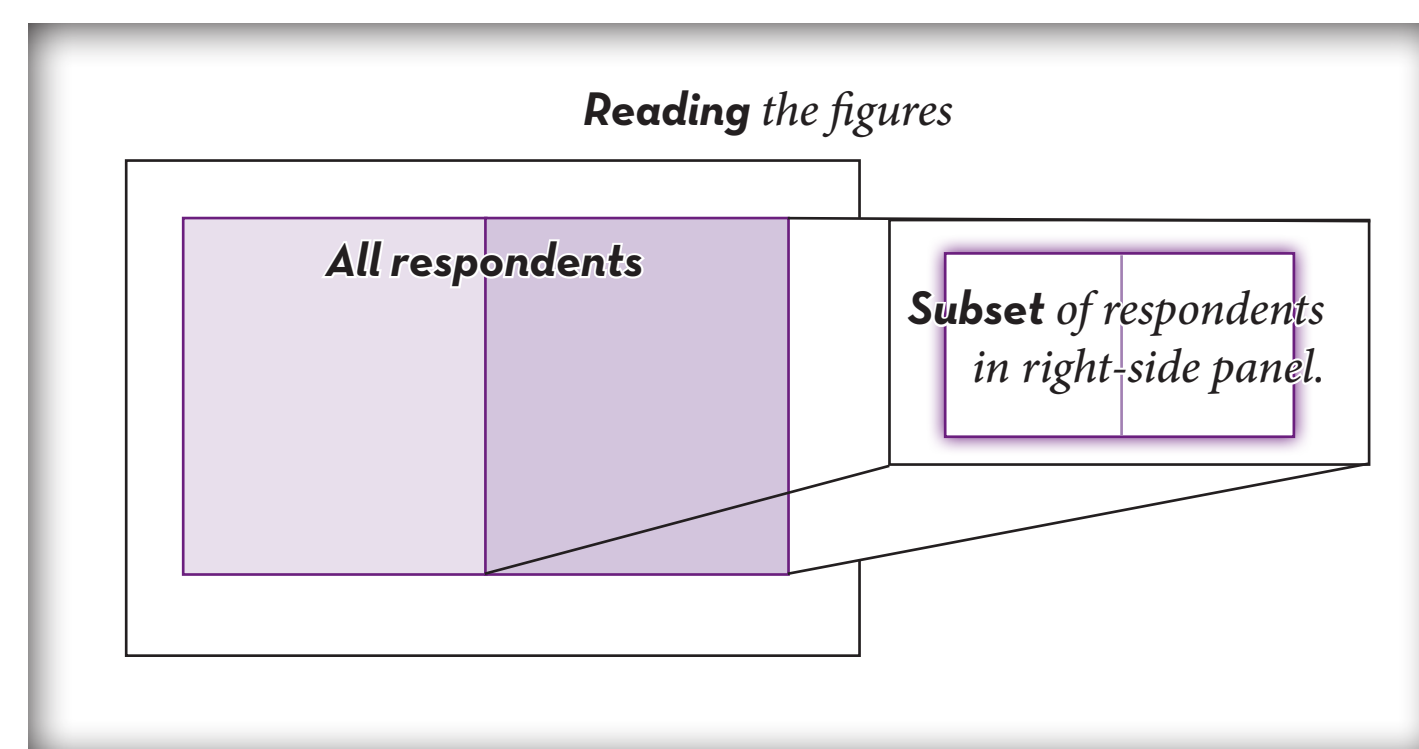 Reading the figures
All respondents
Subset of respondents
in right-side panel.